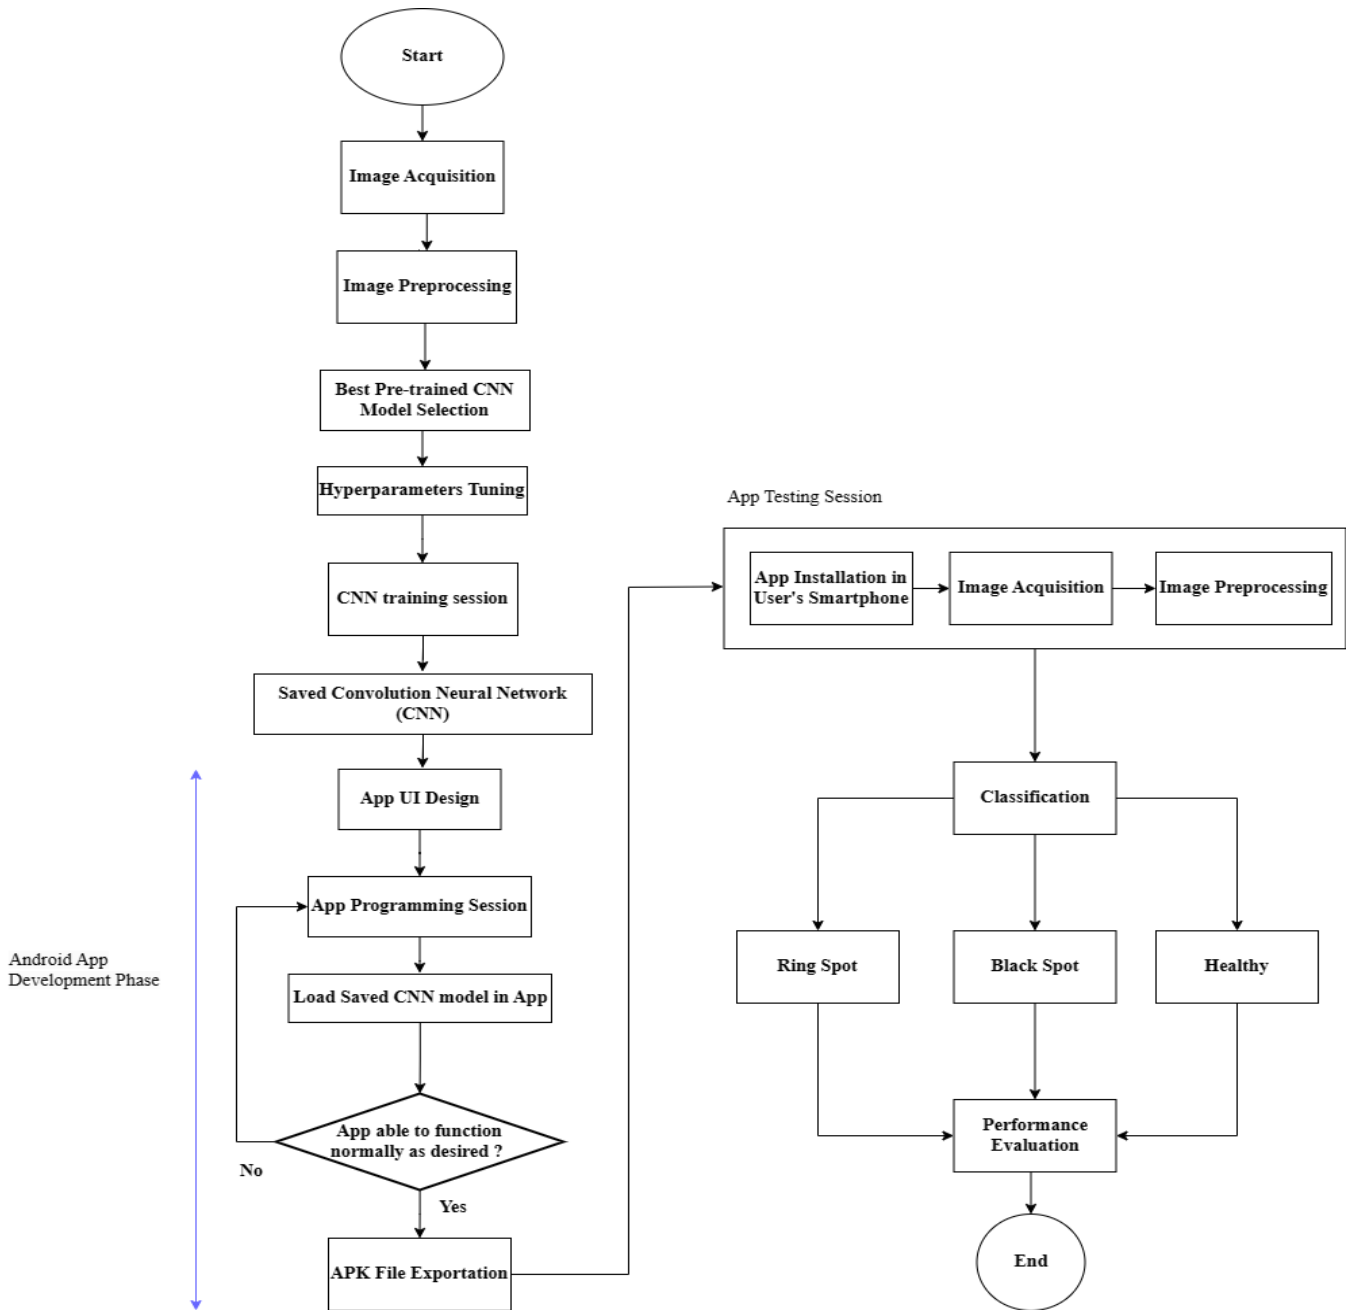 Start
Image Acquisition
Image Preprocessing
Best Pre-trained CNN
Model Selection
Hyperparameters Tuning
CNN training session
Saved Convolution Neural Network
(CNN)
App UI Design
App Programming Session
Load Saved CNN model in App
App able to function
normally as desired ?
No
Yes
APK File Exportation
Android App
Development Phase
App Testing Session
App Installation in
User's Smartphone
Image Acquisition
Image Preprocessing
Classification
Ring Spot
Black Spot
Healthy
Performance
Evaluation
End